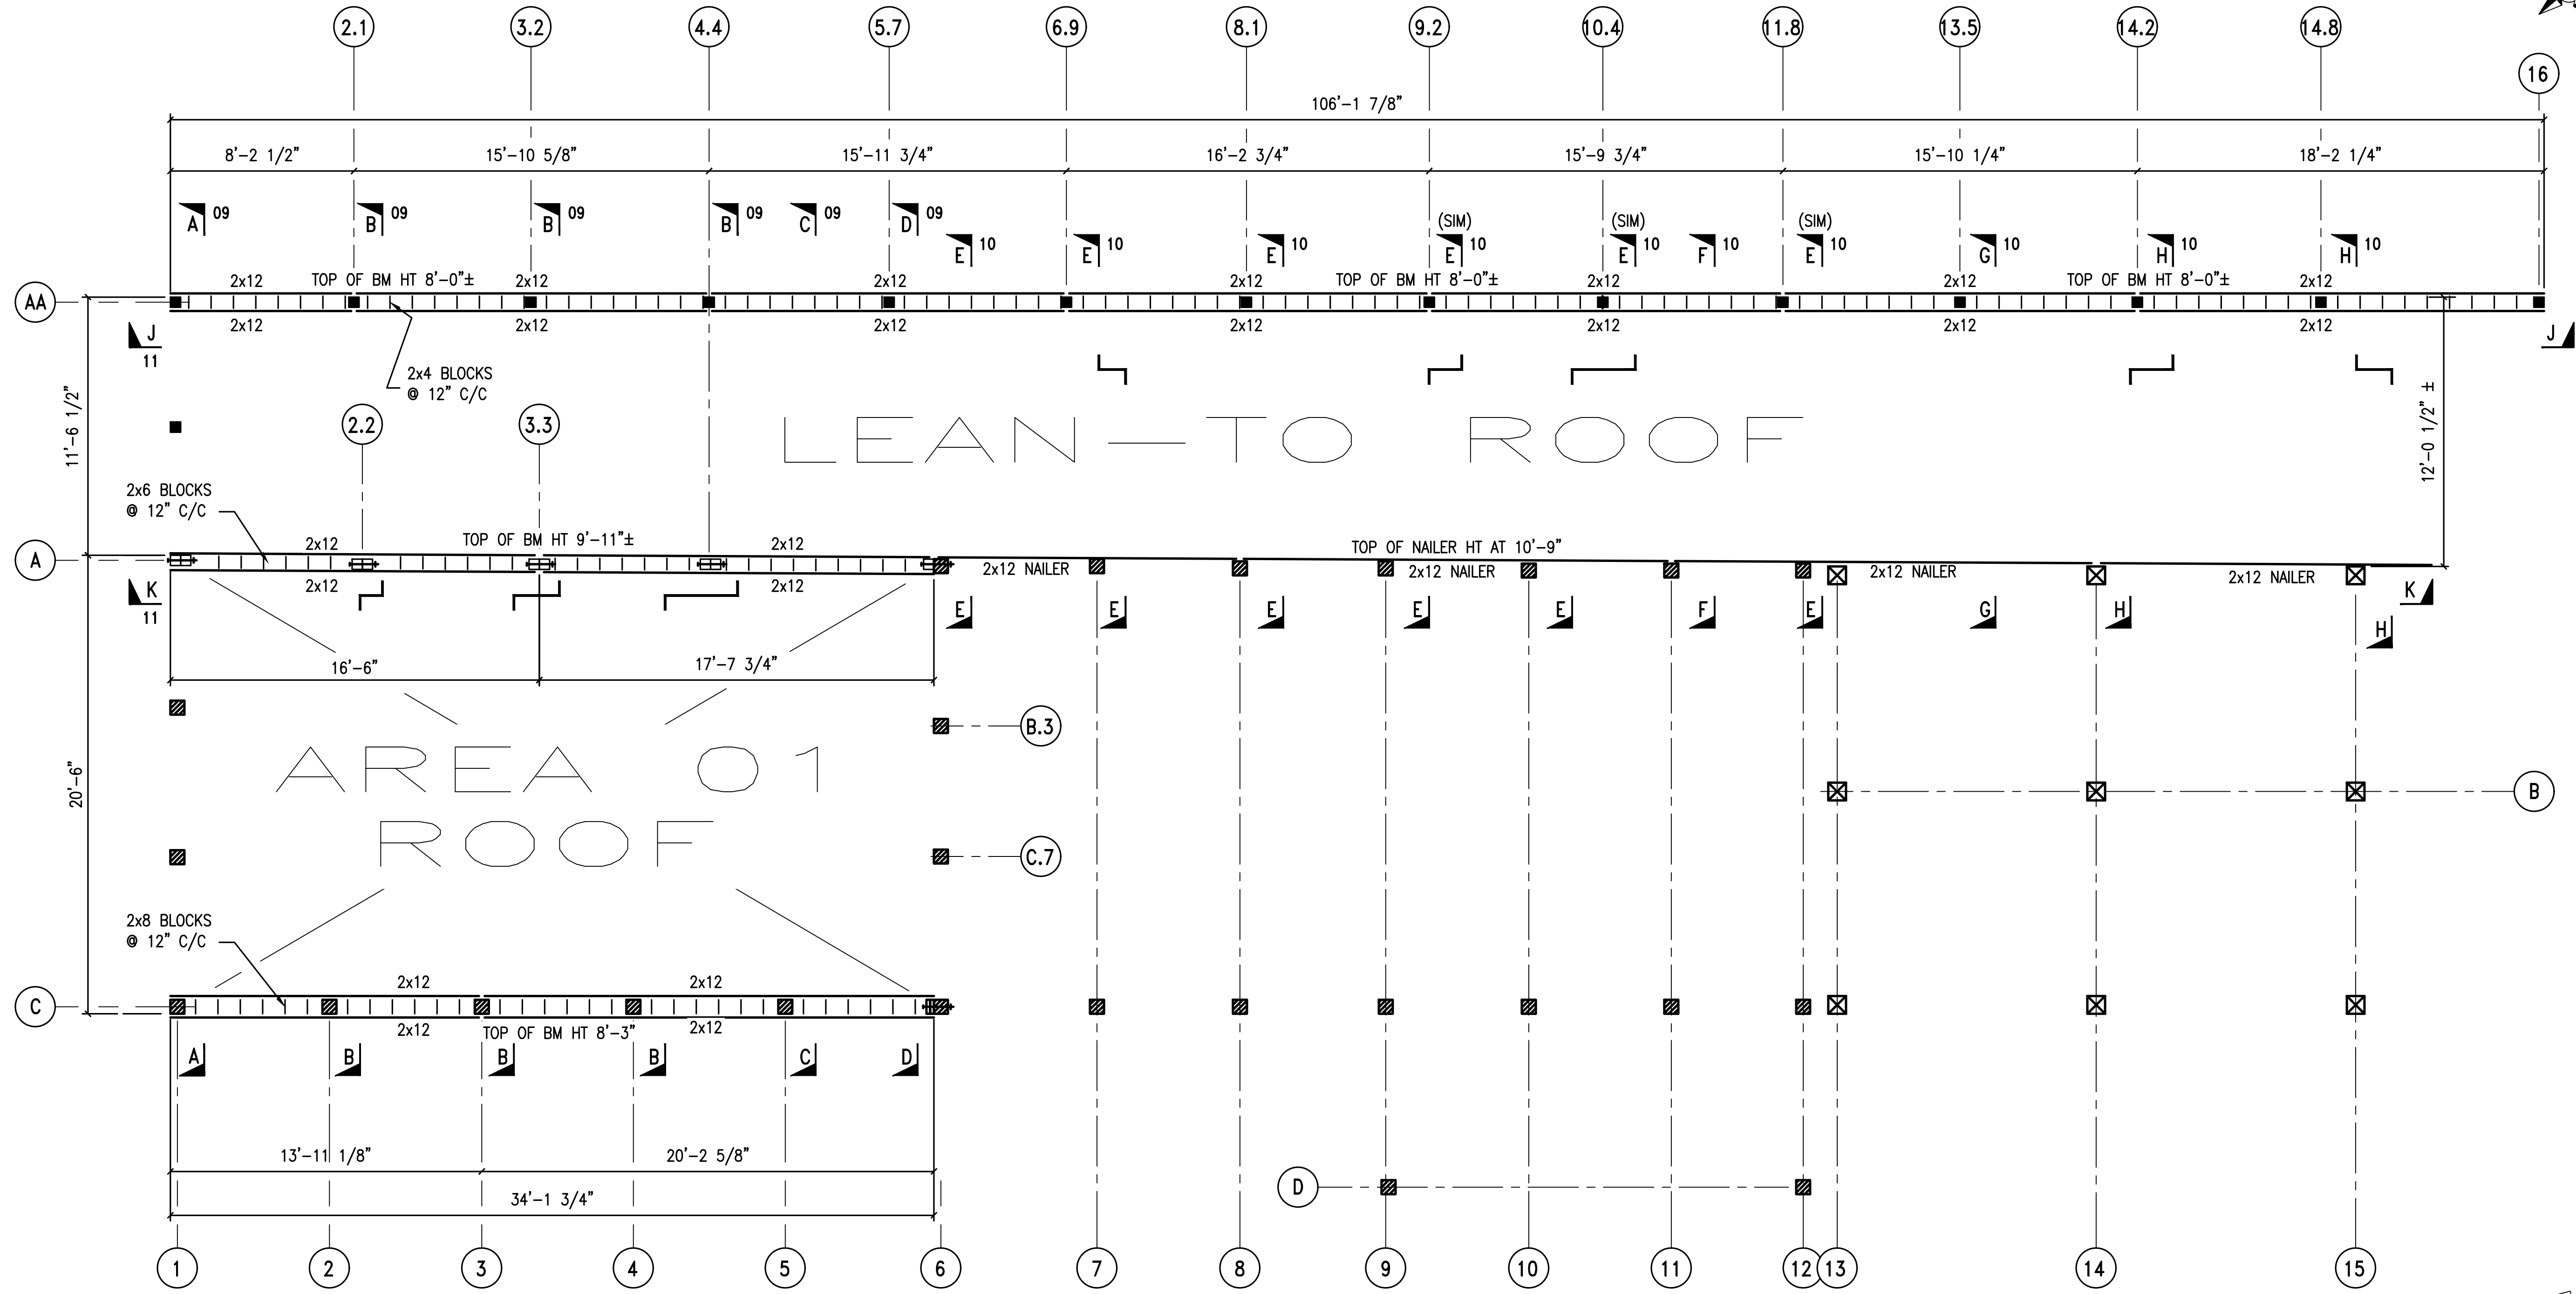 2.1 3.2 4.4 5.7 6.9 8.1 9.2 10.4 11.8 13.5 14.2 14.8
16
106'-1 7/8"
8'-2 1/2" 15'-10 5/8" 15'-11 3/4" 16'-2 3/4" 15'-9 3/4" 15'-10 1/4" 18'-2 1/4"
A 09 B 09 B 09 B 09 C 09 D 09
(SIM) (SIM) (SIM)
E 10 E 10 E 10 E 10 E 10 F 10 E 10 G 10 H 10 H 10
2x12 TOP OF BM HT 8'-0"± 2x12 2x12 2x12 TOP OF BM HT 8'-0"± 2x12 2x12 TOP OF BM HT 8'-0"± 2x12
AA
2x12 2x12 2x12 2x12 2x12 2x12 2x12
J J
11
2x4 BLOCKS
@ 12" C/C
11'-6 1/2"
12'-0 1/2" ±
2.2 3.3
LEAN-TO ROOF
2x6 BLOCKS
@ 12" C/C
2x12 TOP OF BM HT 9'-11"± 2x12 TOP OF NAILER HT AT 10'-9"
A
2x12 NAILER 2x12 NAILER 2x12 NAILER 2x12 NAILER
2x12 2x12
K K
11
E E E E E F E G H
H
16'-6" 17'-7 3/4"
B.3
AREA 01
20'-6"
B
ROOF
C.7
2x8 BLOCKS
@ 12" C/C
2x12 2x12
C
2x12 TOP OF BM HT 8'-3" 2x12
A B B B C D
13'-11 1/8" 20'-2 5/8"
D
34'-1 3/4"
1 2 3 4 5 6 7 8 9 10 11 12 13 14 15